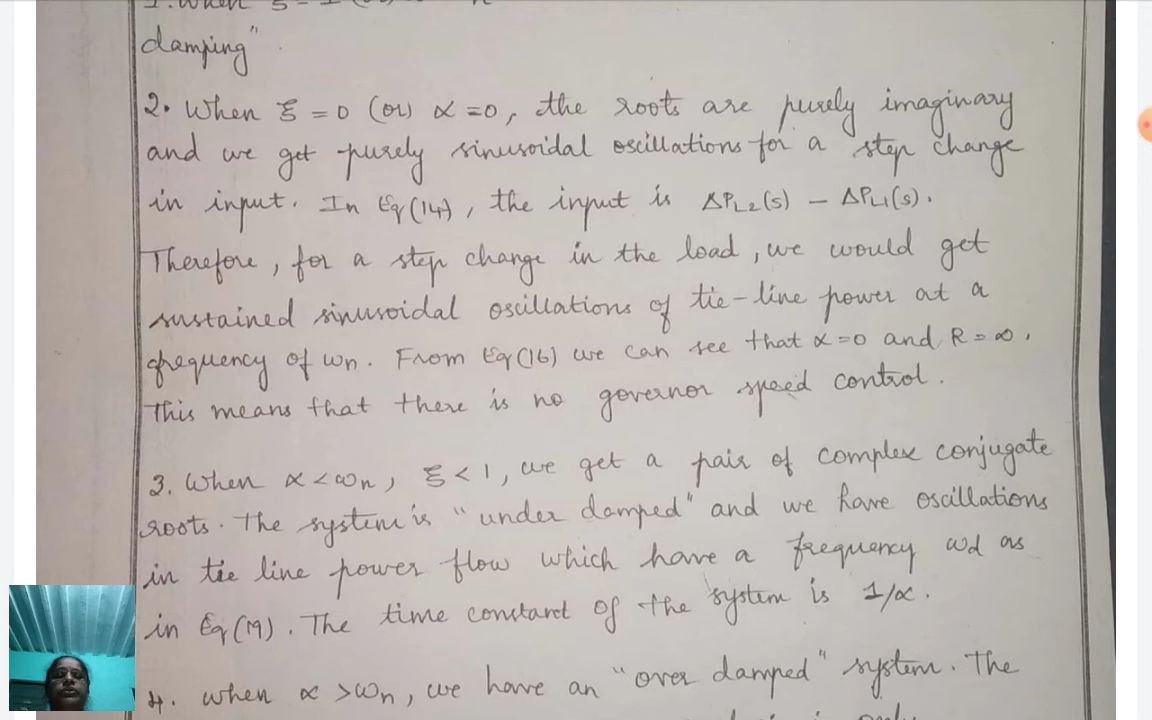 1. When ξ = 1
damping"
2. When ξ = 0 (or) α = 0, the roots are purely imaginary
and we get purely sinusoidal oscillations for a step change
in input. In Eq (14), the input is ΔPL2(s) - ΔPL1(s).
Therefore, for a step change in the load, we would get
sustained sinusoidal oscillations of tie-line power at a
frequency of ωn. From Eq (16) we can see that α = 0 and R = ∞.
This means that there is no governor speed control.
3. When α < ωn, ξ < 1, we get a pair of complex conjugate
roots. The system is "under damped" and we have oscillations
in tie line power flow which have a frequency ωd as
in Eq (19). The time constant of the system is 1/α.
4. When α > ωn, we have an "over damped" system. The
only